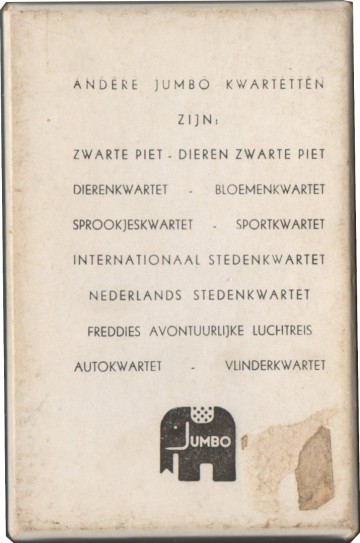 ANDERE JUMBO KWARTETTEN
ZIJN:
ZWARTE PIET - DIEREN ZWARTE PIET
DIERENKWARTET - BLOEMENKWARTET
SPROOKJESKWARTET - SPORTKWARTET
INTERNATIONAAL STEDENKWARTET
NEDERLANDS STEDENKWARTET
FREDDIES AVONTUURLIJKE LUCHTREIS
AUTOKWARTET - VLINDERKWARTET
JUMBO